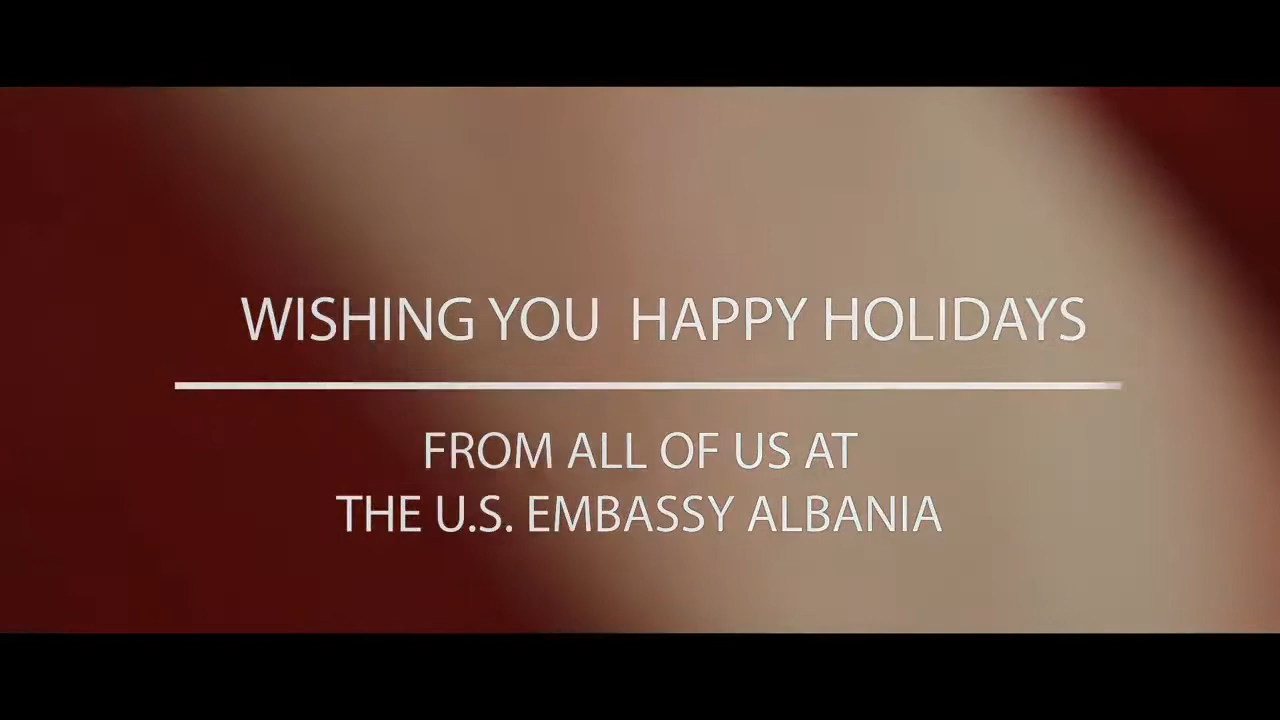 WISHING YOU  HAPPY HOLIDAYS
FROM ALL OF US AT
THE U.S. EMBASSY ALBANIA